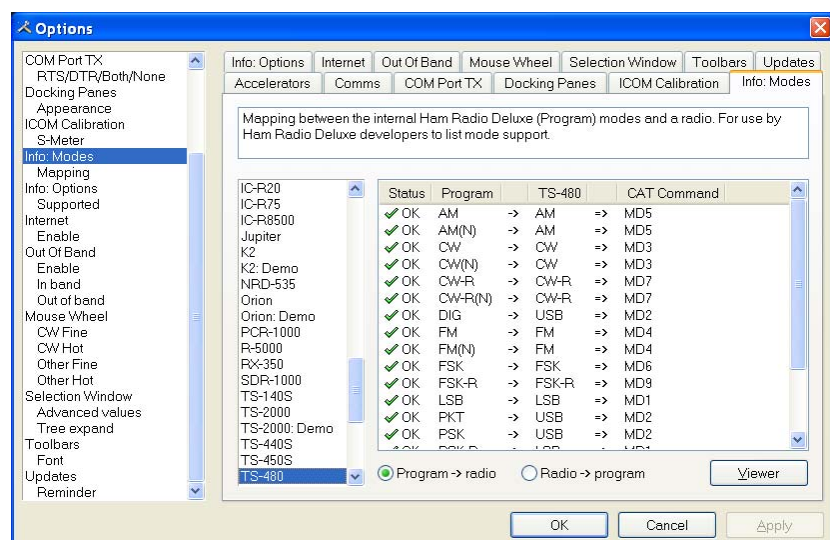 Options
COM Port TX
RTS/DTR/Both/None
Docking Panes
Appearance
ICOM Calibration
S-Meter
Info: Modes
Mapping
Info: Options
Supported
Internet
Enable
Out Of Band
Enable
In band
Out of band
Mouse Wheel
CW Fine
CW Hot
Other Fine
Other Hot
Selection Window
Advanced values
Tree expand
Toolbars
Font
Updates
Reminder
Info: Options Internet Out Of Band Mouse Wheel Selection Window Toolbars Updates
Accelerators Comms COM Port TX Docking Panes ICOM Calibration Info: Modes
Mapping between the internal Ham Radio Deluxe (Program) modes and a radio. For use by
Ham Radio Deluxe developers to list mode support.
IC-R20
IC-R75
IC-R8500
Jupiter
K2
K2: Demo
NRD-535
Orion
Orion: Demo
PCR-1000
R-5000
RX-350
SDR-1000
TS-140S
TS-2000
TS-2000: Demo
TS-440S
TS-450S
TS-480
Status Program TS-480 CAT Command
OK AM -> AM => MD5
OK AM(N) -> AM => MD5
OK CW -> CW => MD3
OK CW(N) -> CW => MD3
OK CW-R -> CW-R => MD7
OK CW-R(N) -> CW-R => MD7
OK DIG -> USB => MD2
OK FM -> FM => MD4
OK FM(N) -> FM => MD4
OK FSK -> FSK => MD6
OK FSK-R -> FSK-R => MD9
OK LSB -> LSB => MD1
OK PKT -> USB => MD2
OK PSK -> USB => MD2
Program -> radio Radio -> program Viewer
OK Cancel Apply